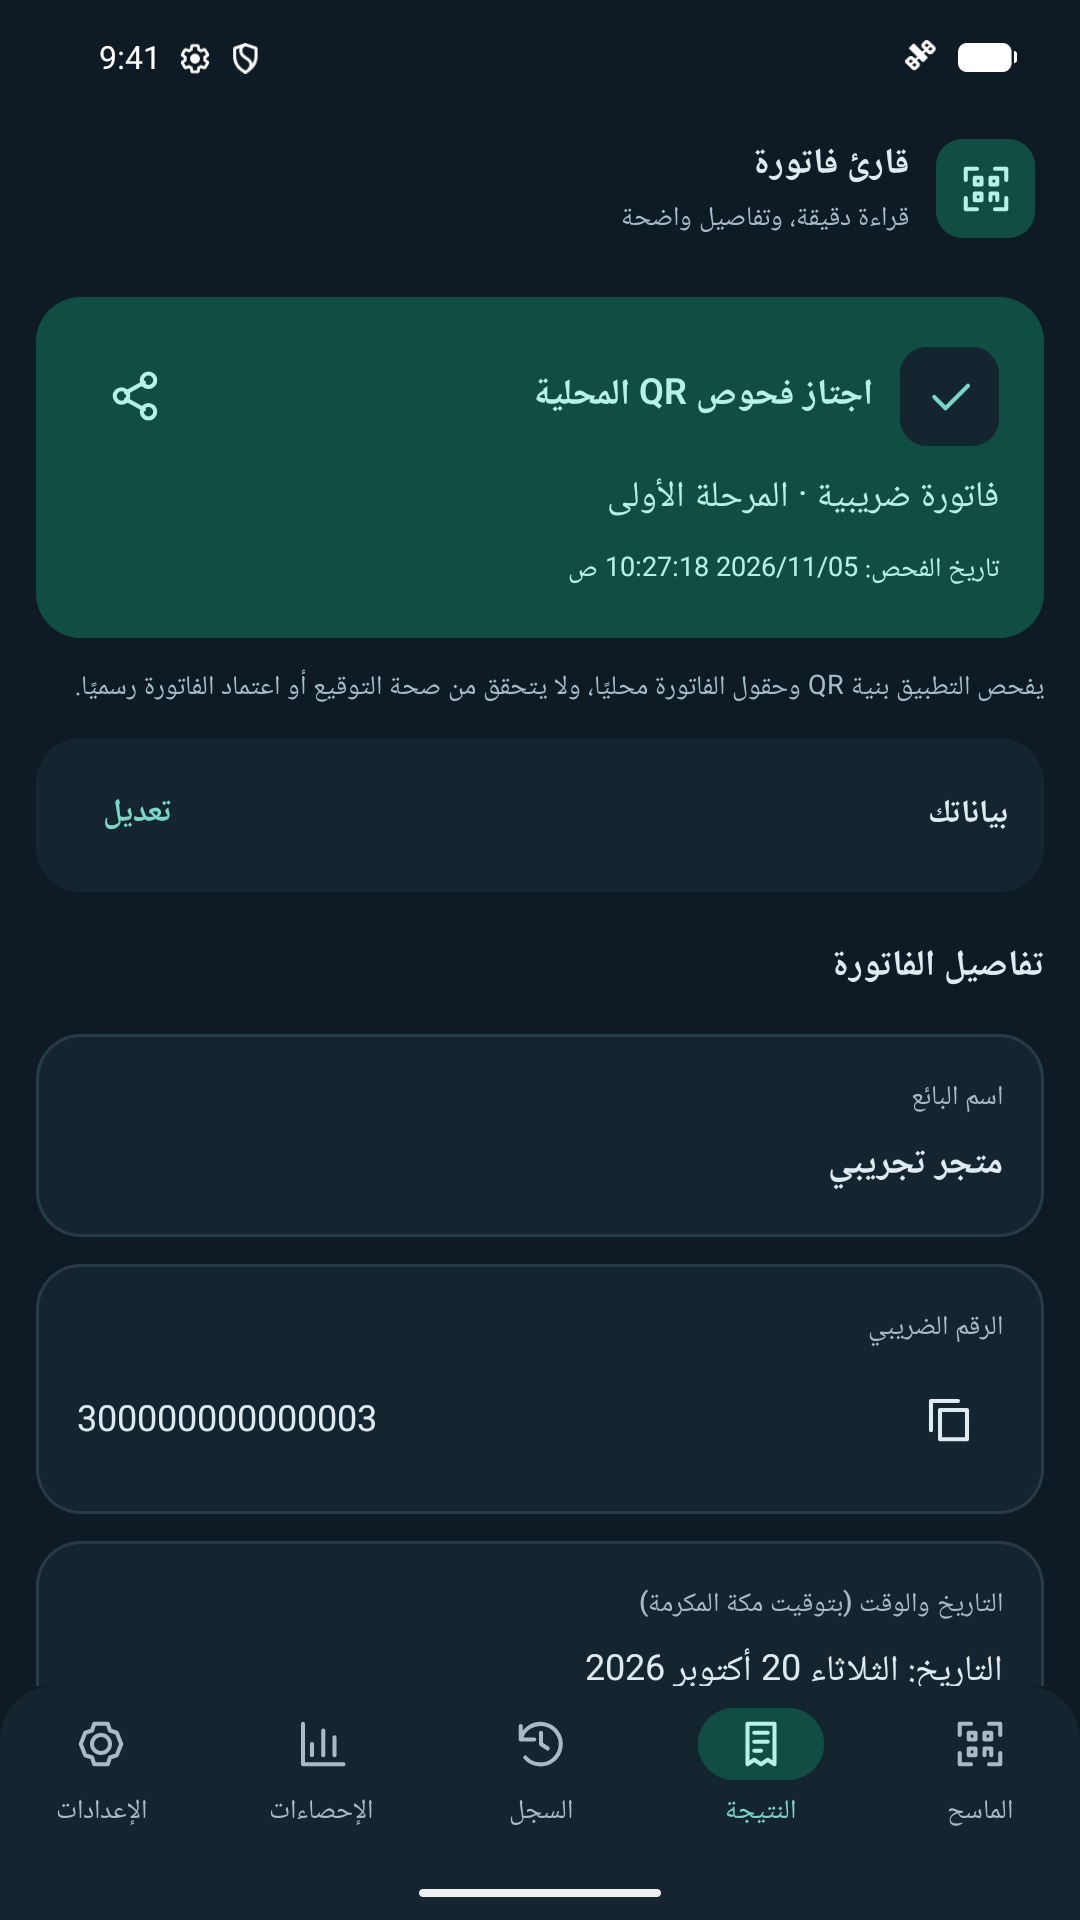 9:41
قارئ فاتورة
قراءة دقيقة، وتفاصيل واضحة
اجتاز فحوص QR المحلية
فاتورة ضريبية · المرحلة الأولى
تاريخ الفحص: 2026/11/05 10:27:18 ص
يفحص التطبيق بنية QR وحقول الفاتورة محليًا، ولا يتحقق من صحة التوقيع أو اعتماد الفاتورة رسميًا.
بياناتك
تعديل
تفاصيل الفاتورة
اسم البائع
متجر تجريبي
الرقم الضريبي
300000000000003
التاريخ والوقت (بتوقيت مكة المكرمة)
التاريخ: الثلاثاء 20 أكتوبر 2026
الماسح
النتيجة
السجل
الإحصاءات
الإعدادات